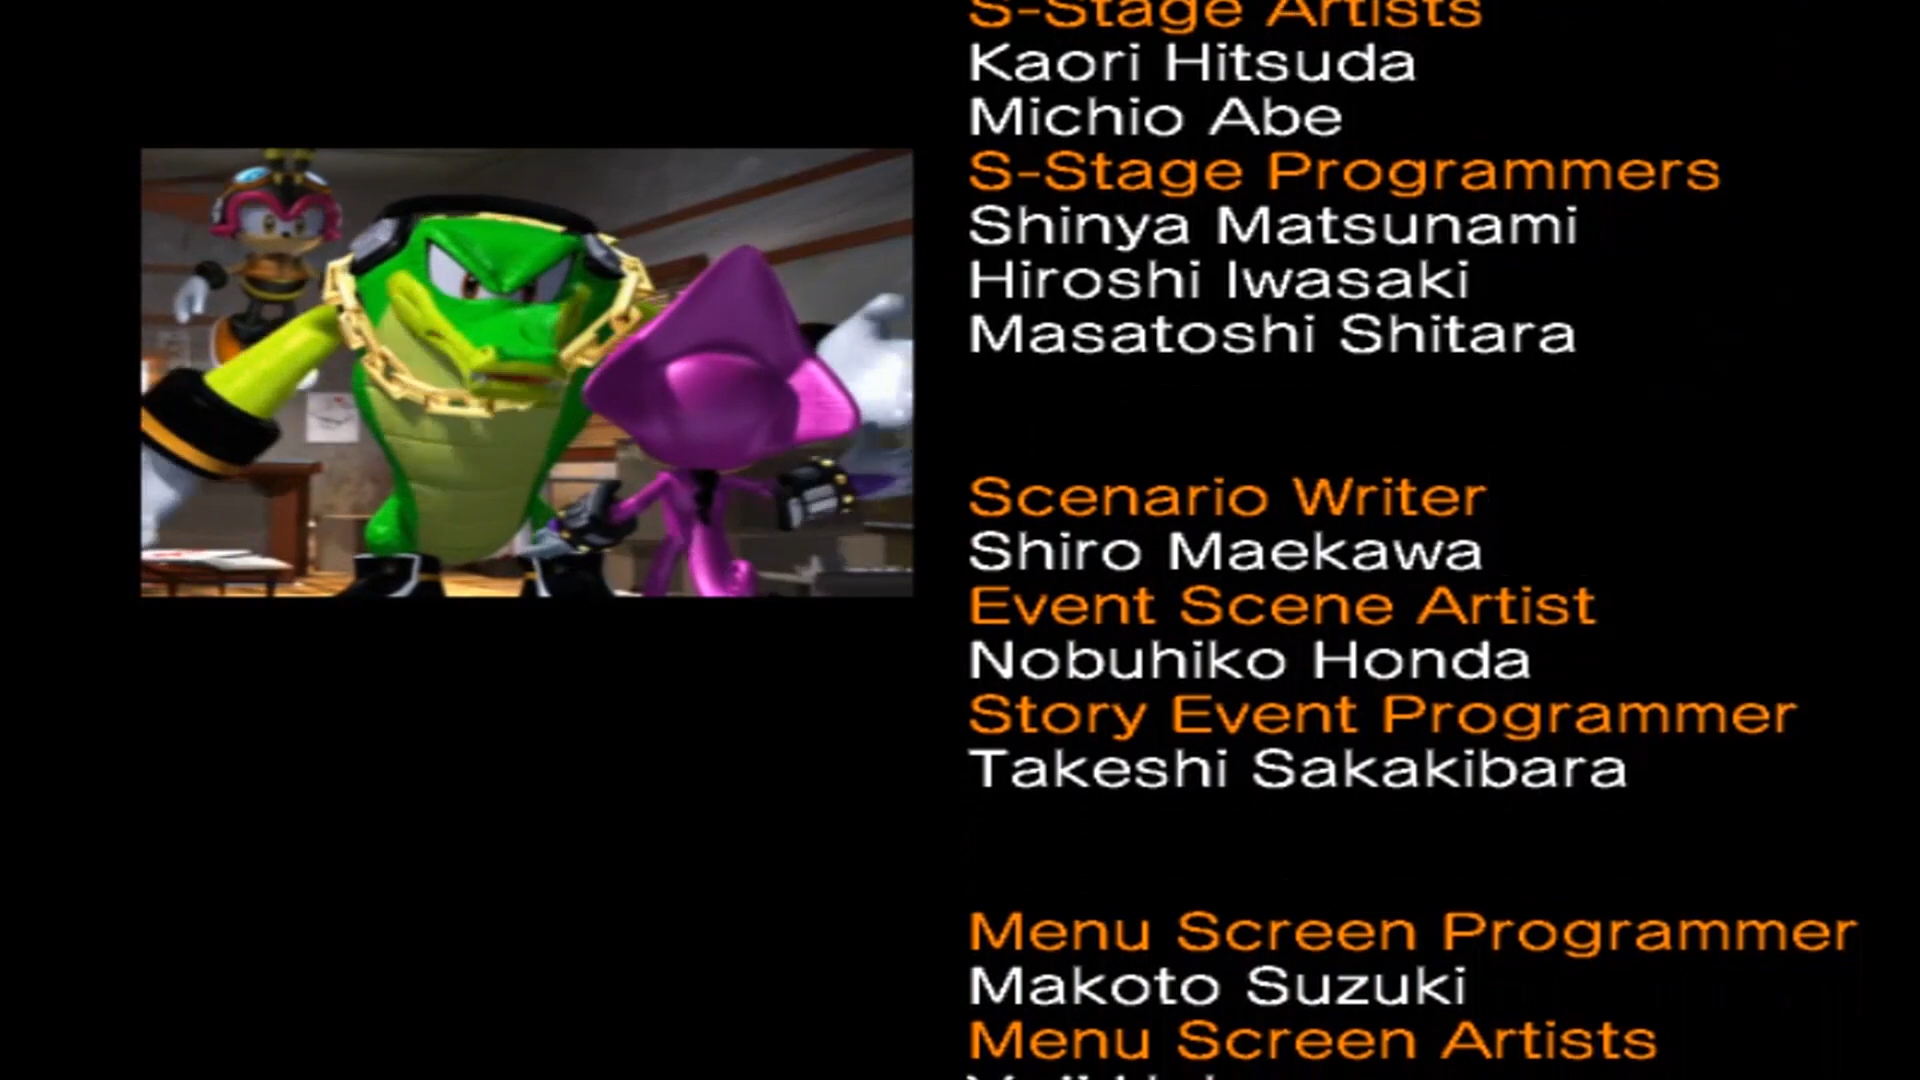 S-Stage Artists
Kaori Hitsuda
Michio Abe
S-Stage Programmers
Shinya Matsunami
Hiroshi Iwasaki
Masatoshi Shitara
Scenario Writer
Shiro Maekawa
Event Scene Artist
Nobuhiko Honda
Story Event Programmer
Takeshi Sakakibara
Menu Screen Programmer
Makoto Suzuki
Menu Screen Artists